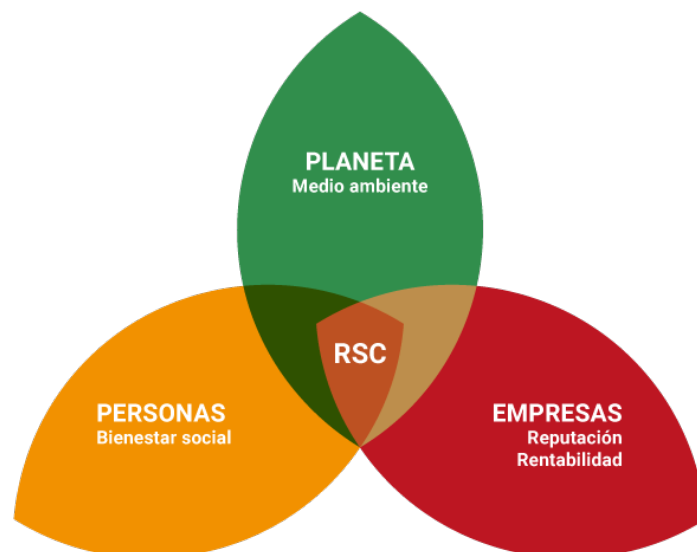 PLANETA
Medio ambiente
RSC
PERSONAS
Bienestar social
EMPRESAS
Reputación
Rentabilidad